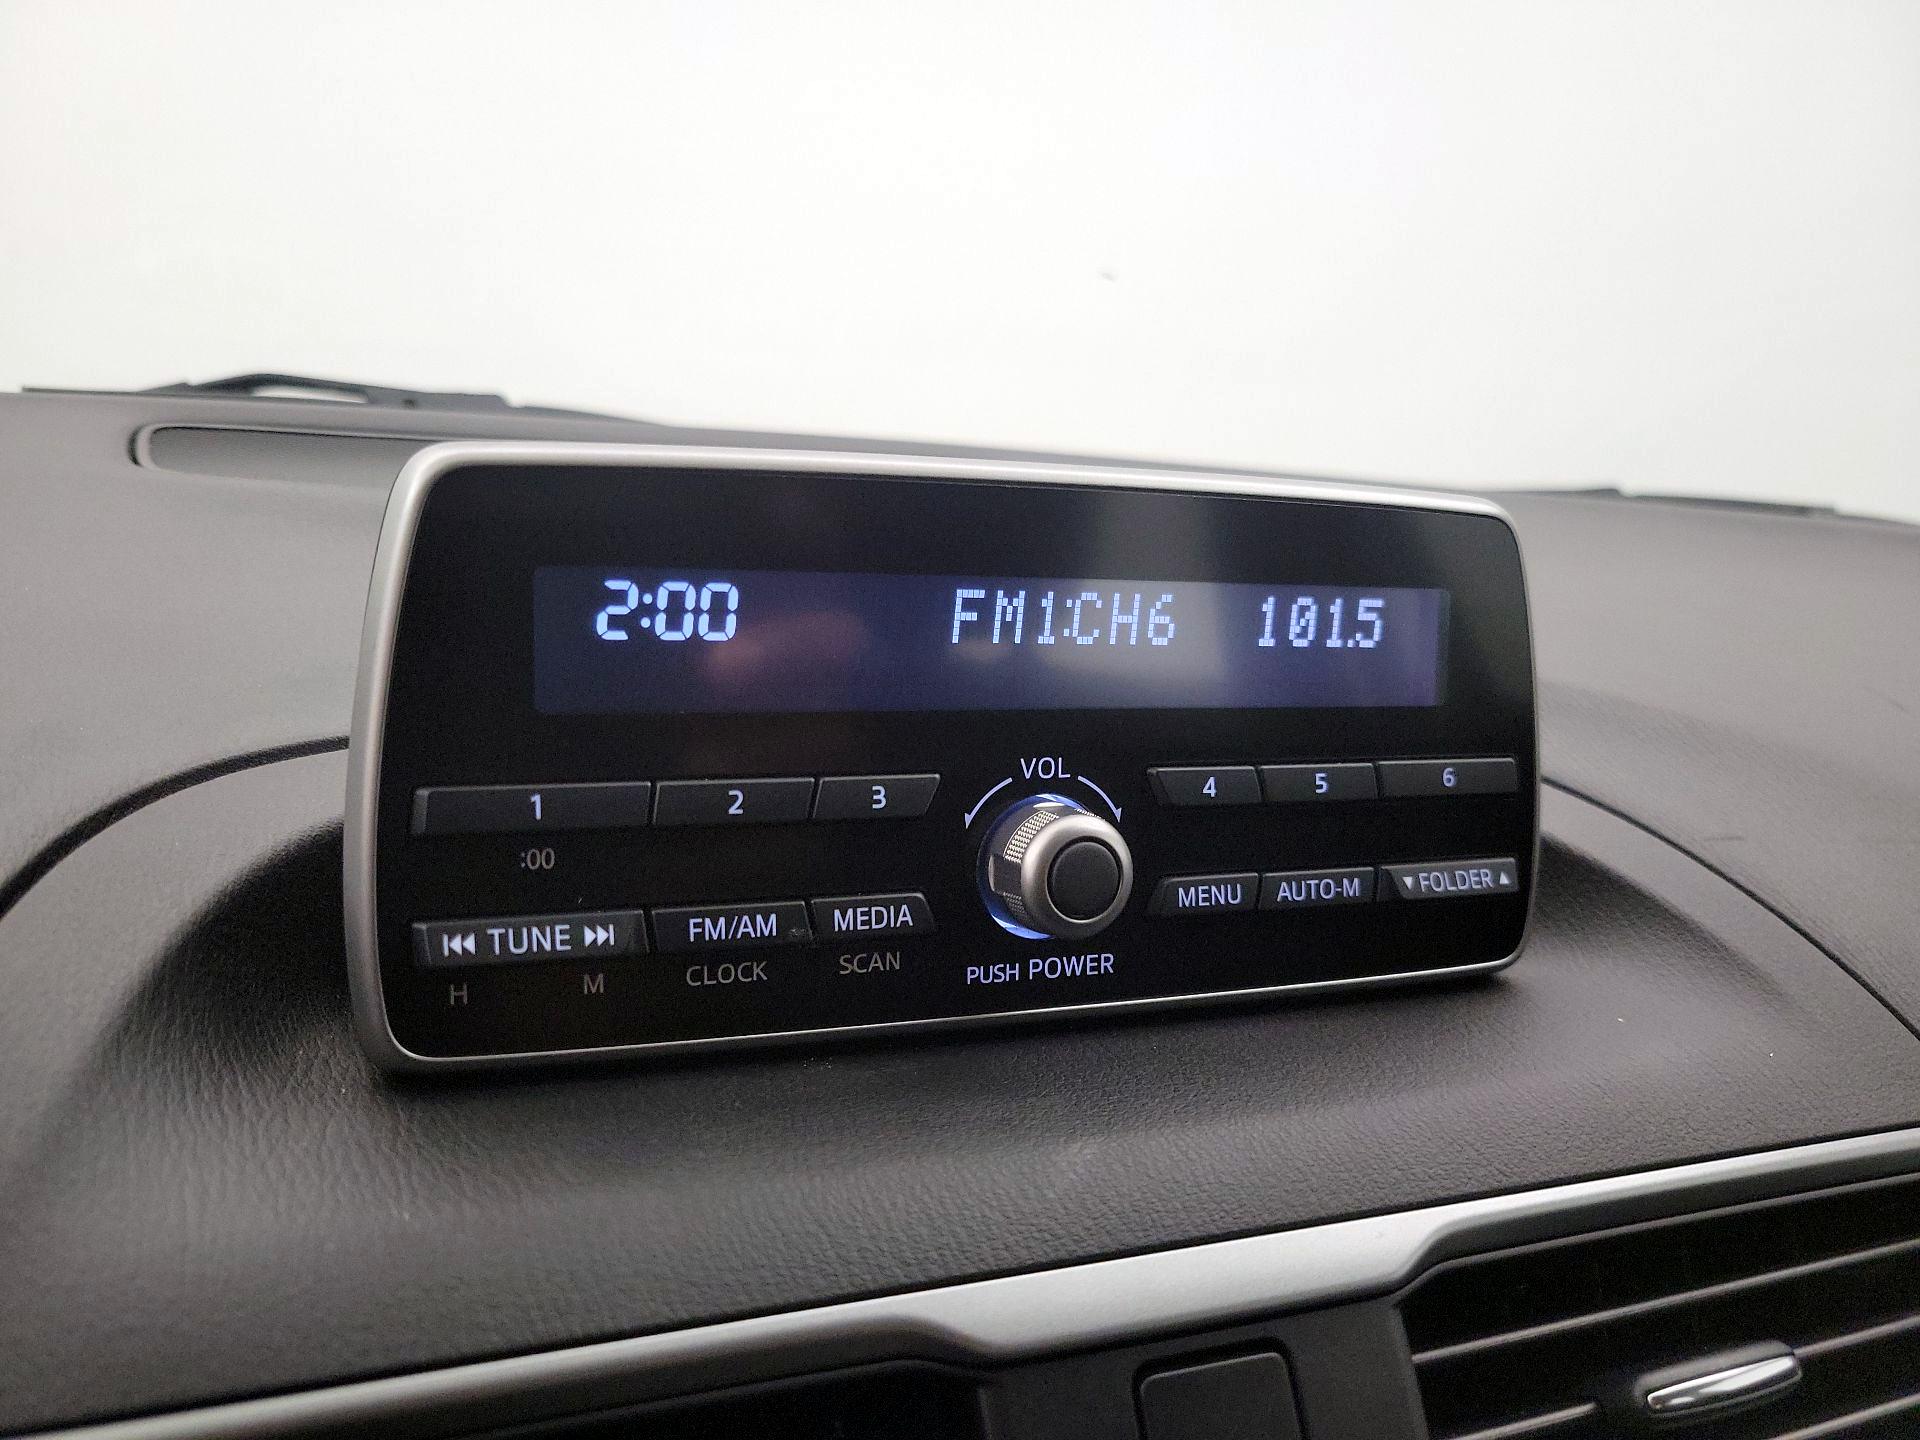 2:00 FM1:CH6 101.5
VOL
1 2 3 4 5 6
:00
⏮ TUNE ⏭ FM/AM MEDIA MENU AUTO-M ▼ FOLDER ▲
H M CLOCK SCAN PUSH POWER